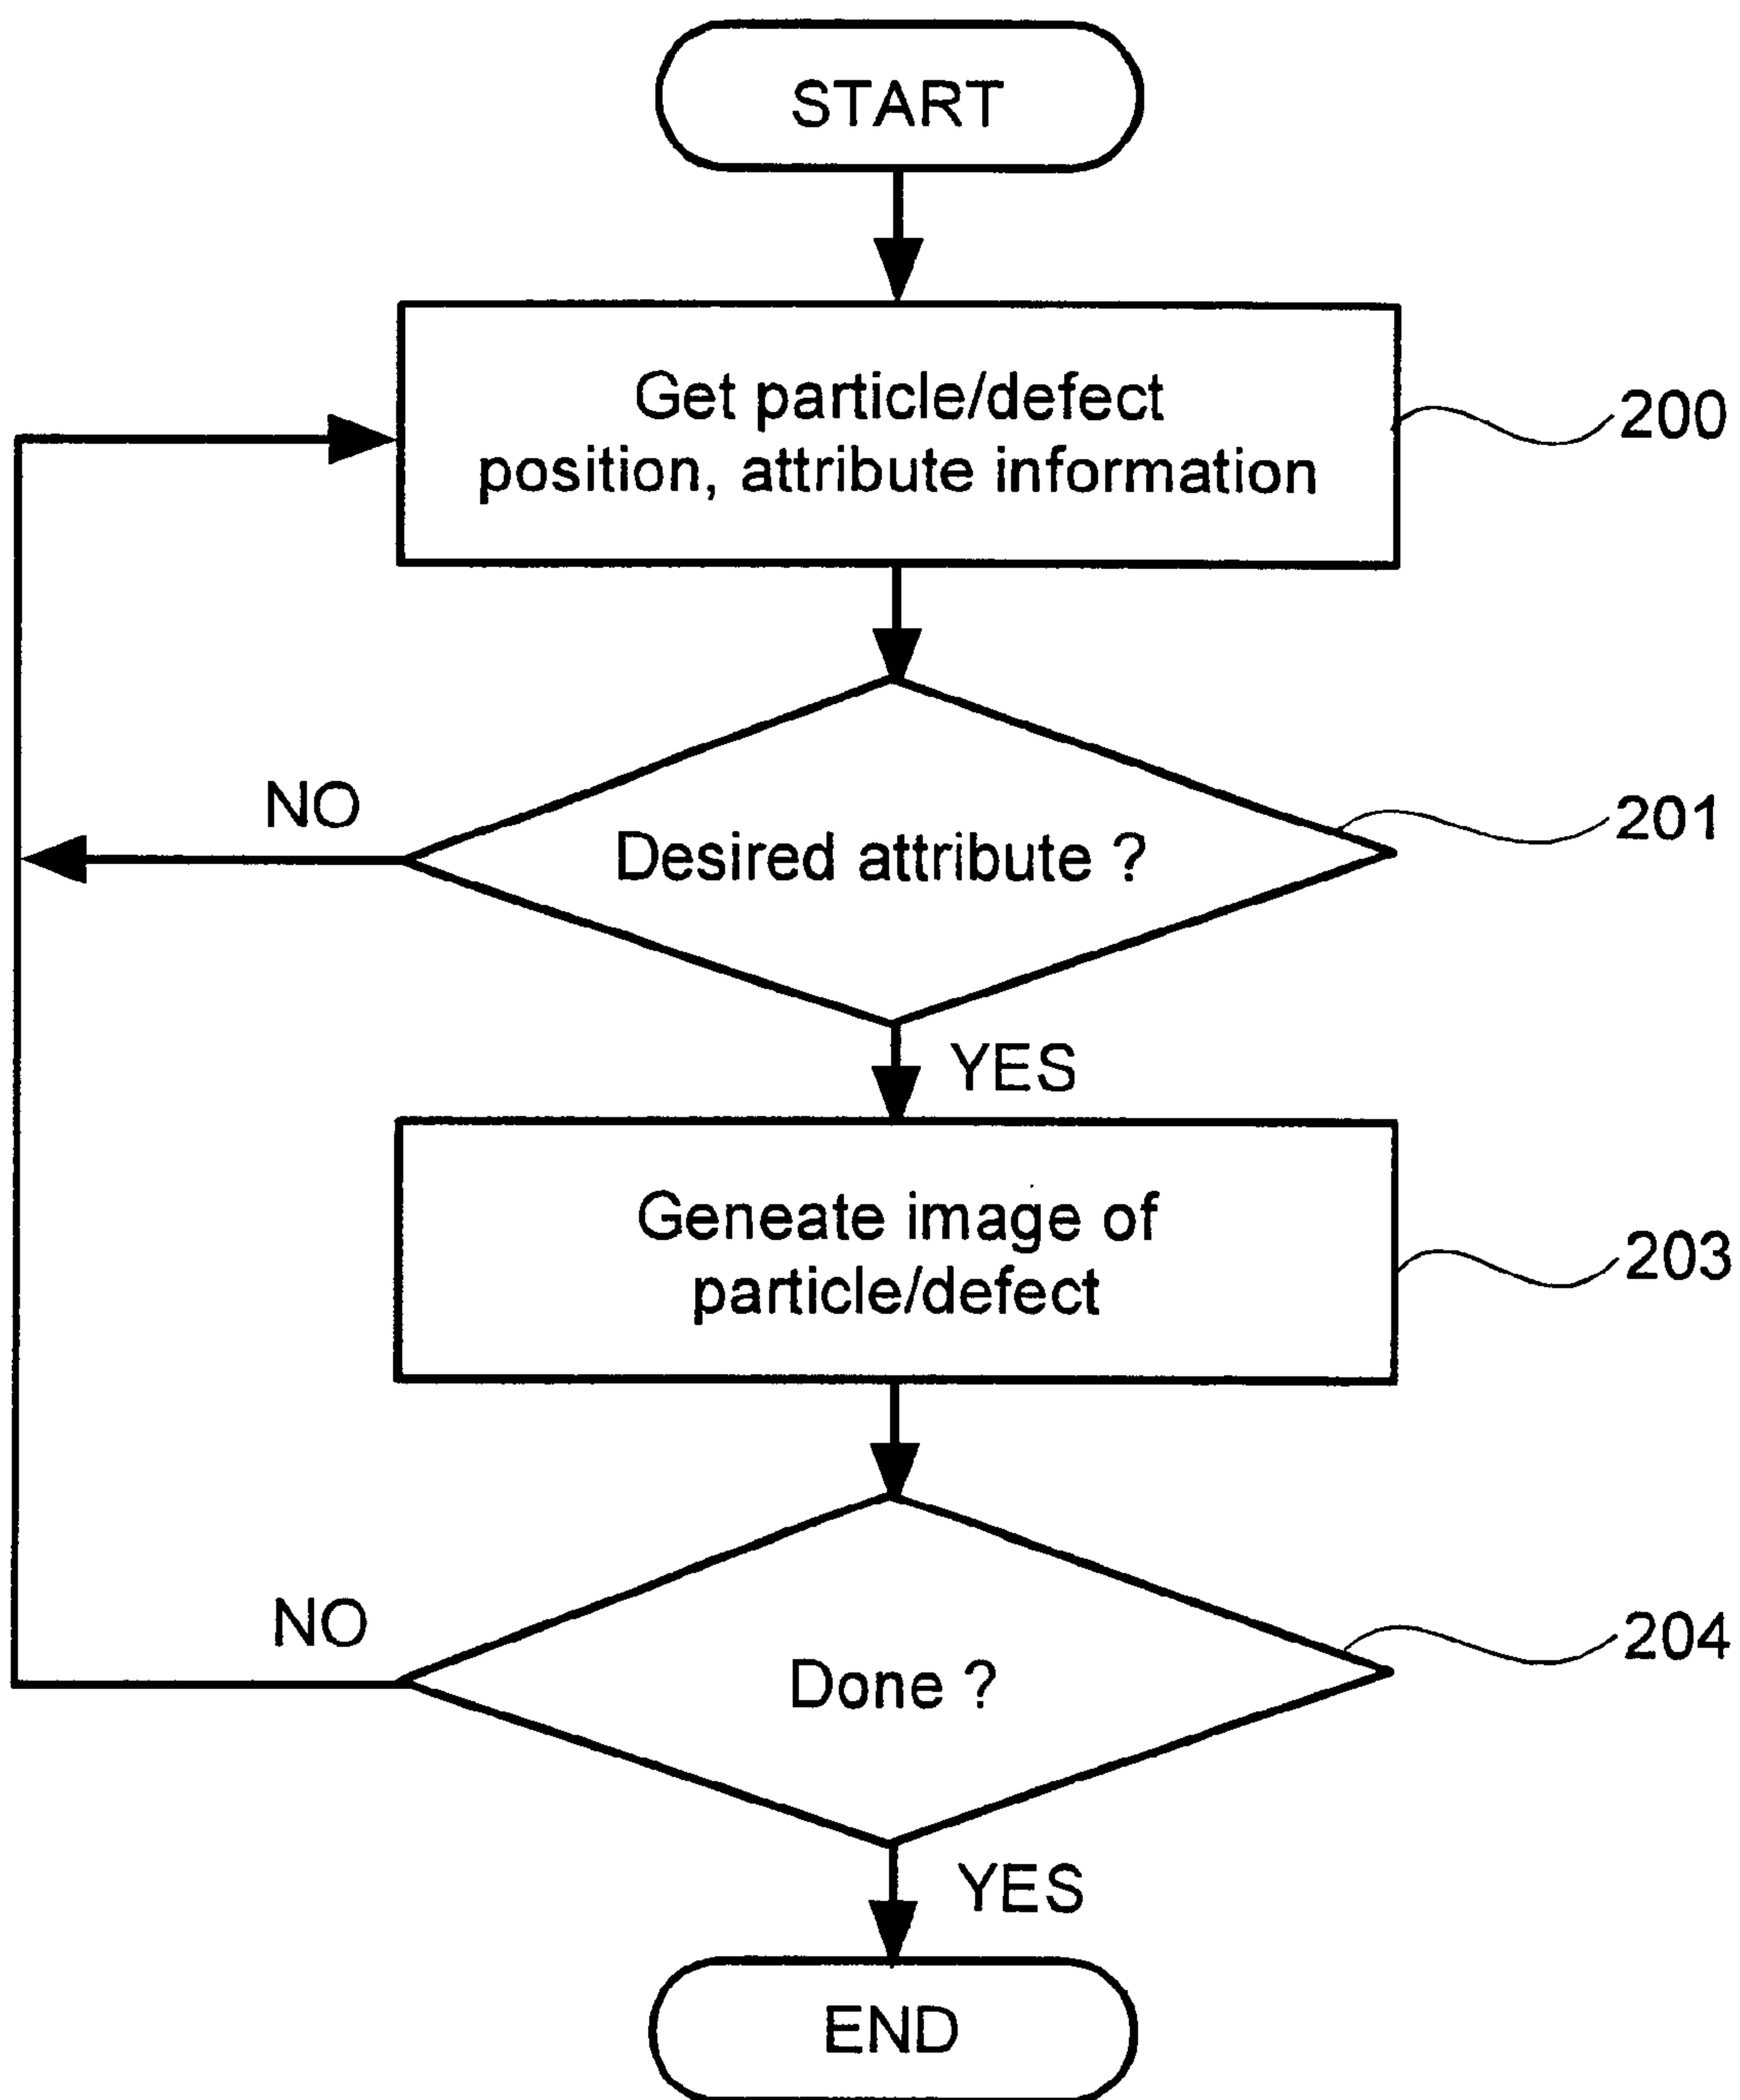 START
Get particle/defect
position, attribute information
200
NO
Desired attribute ?
201
YES
Geneate image of
particle/defect
203
NO
Done ?
204
YES
END